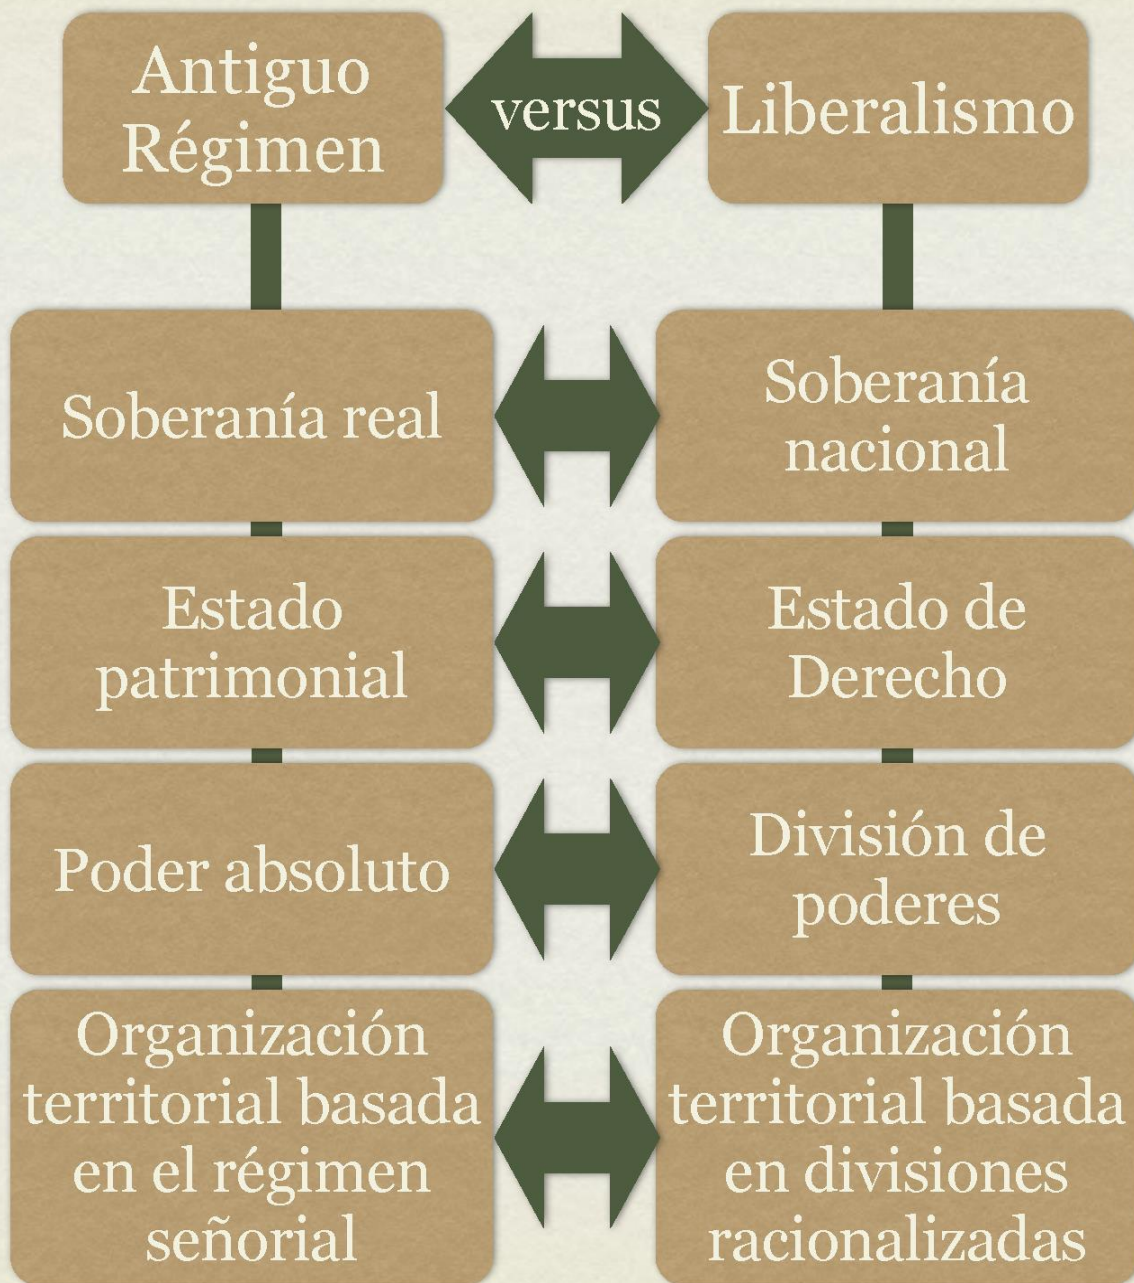 Antiguo
Régimen
versus
Liberalismo
Soberanía real
Soberanía
nacional
Estado
patrimonial
Estado de
Derecho
Poder absoluto
División de
poderes
Organización
territorial basada
en el régimen
señorial
Organización
territorial basada
en divisiones
racionalizadas